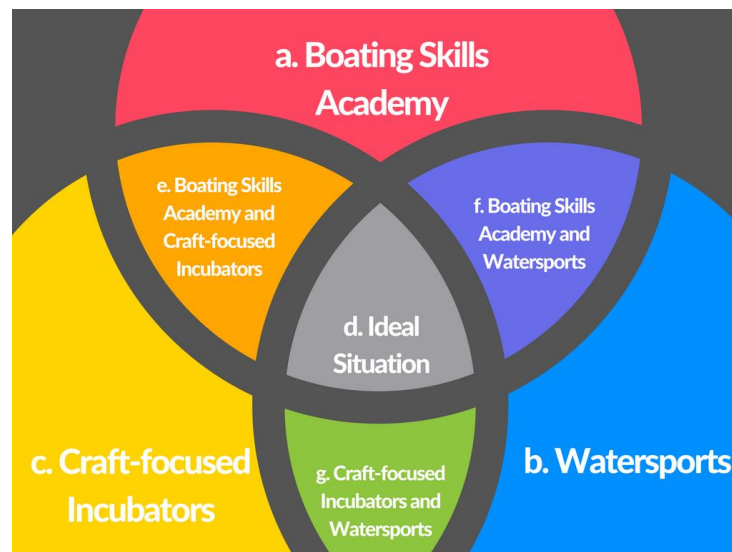 a. Boating Skills
Academy
e. Boating Skills
Academy and
Craft-focused
Incubators
f. Boating Skills
Academy and
Watersports
d. Ideal
Situation
c. Craft-focused
Incubators
b. Watersports
g. Craft-focused
Incubators and
Watersports